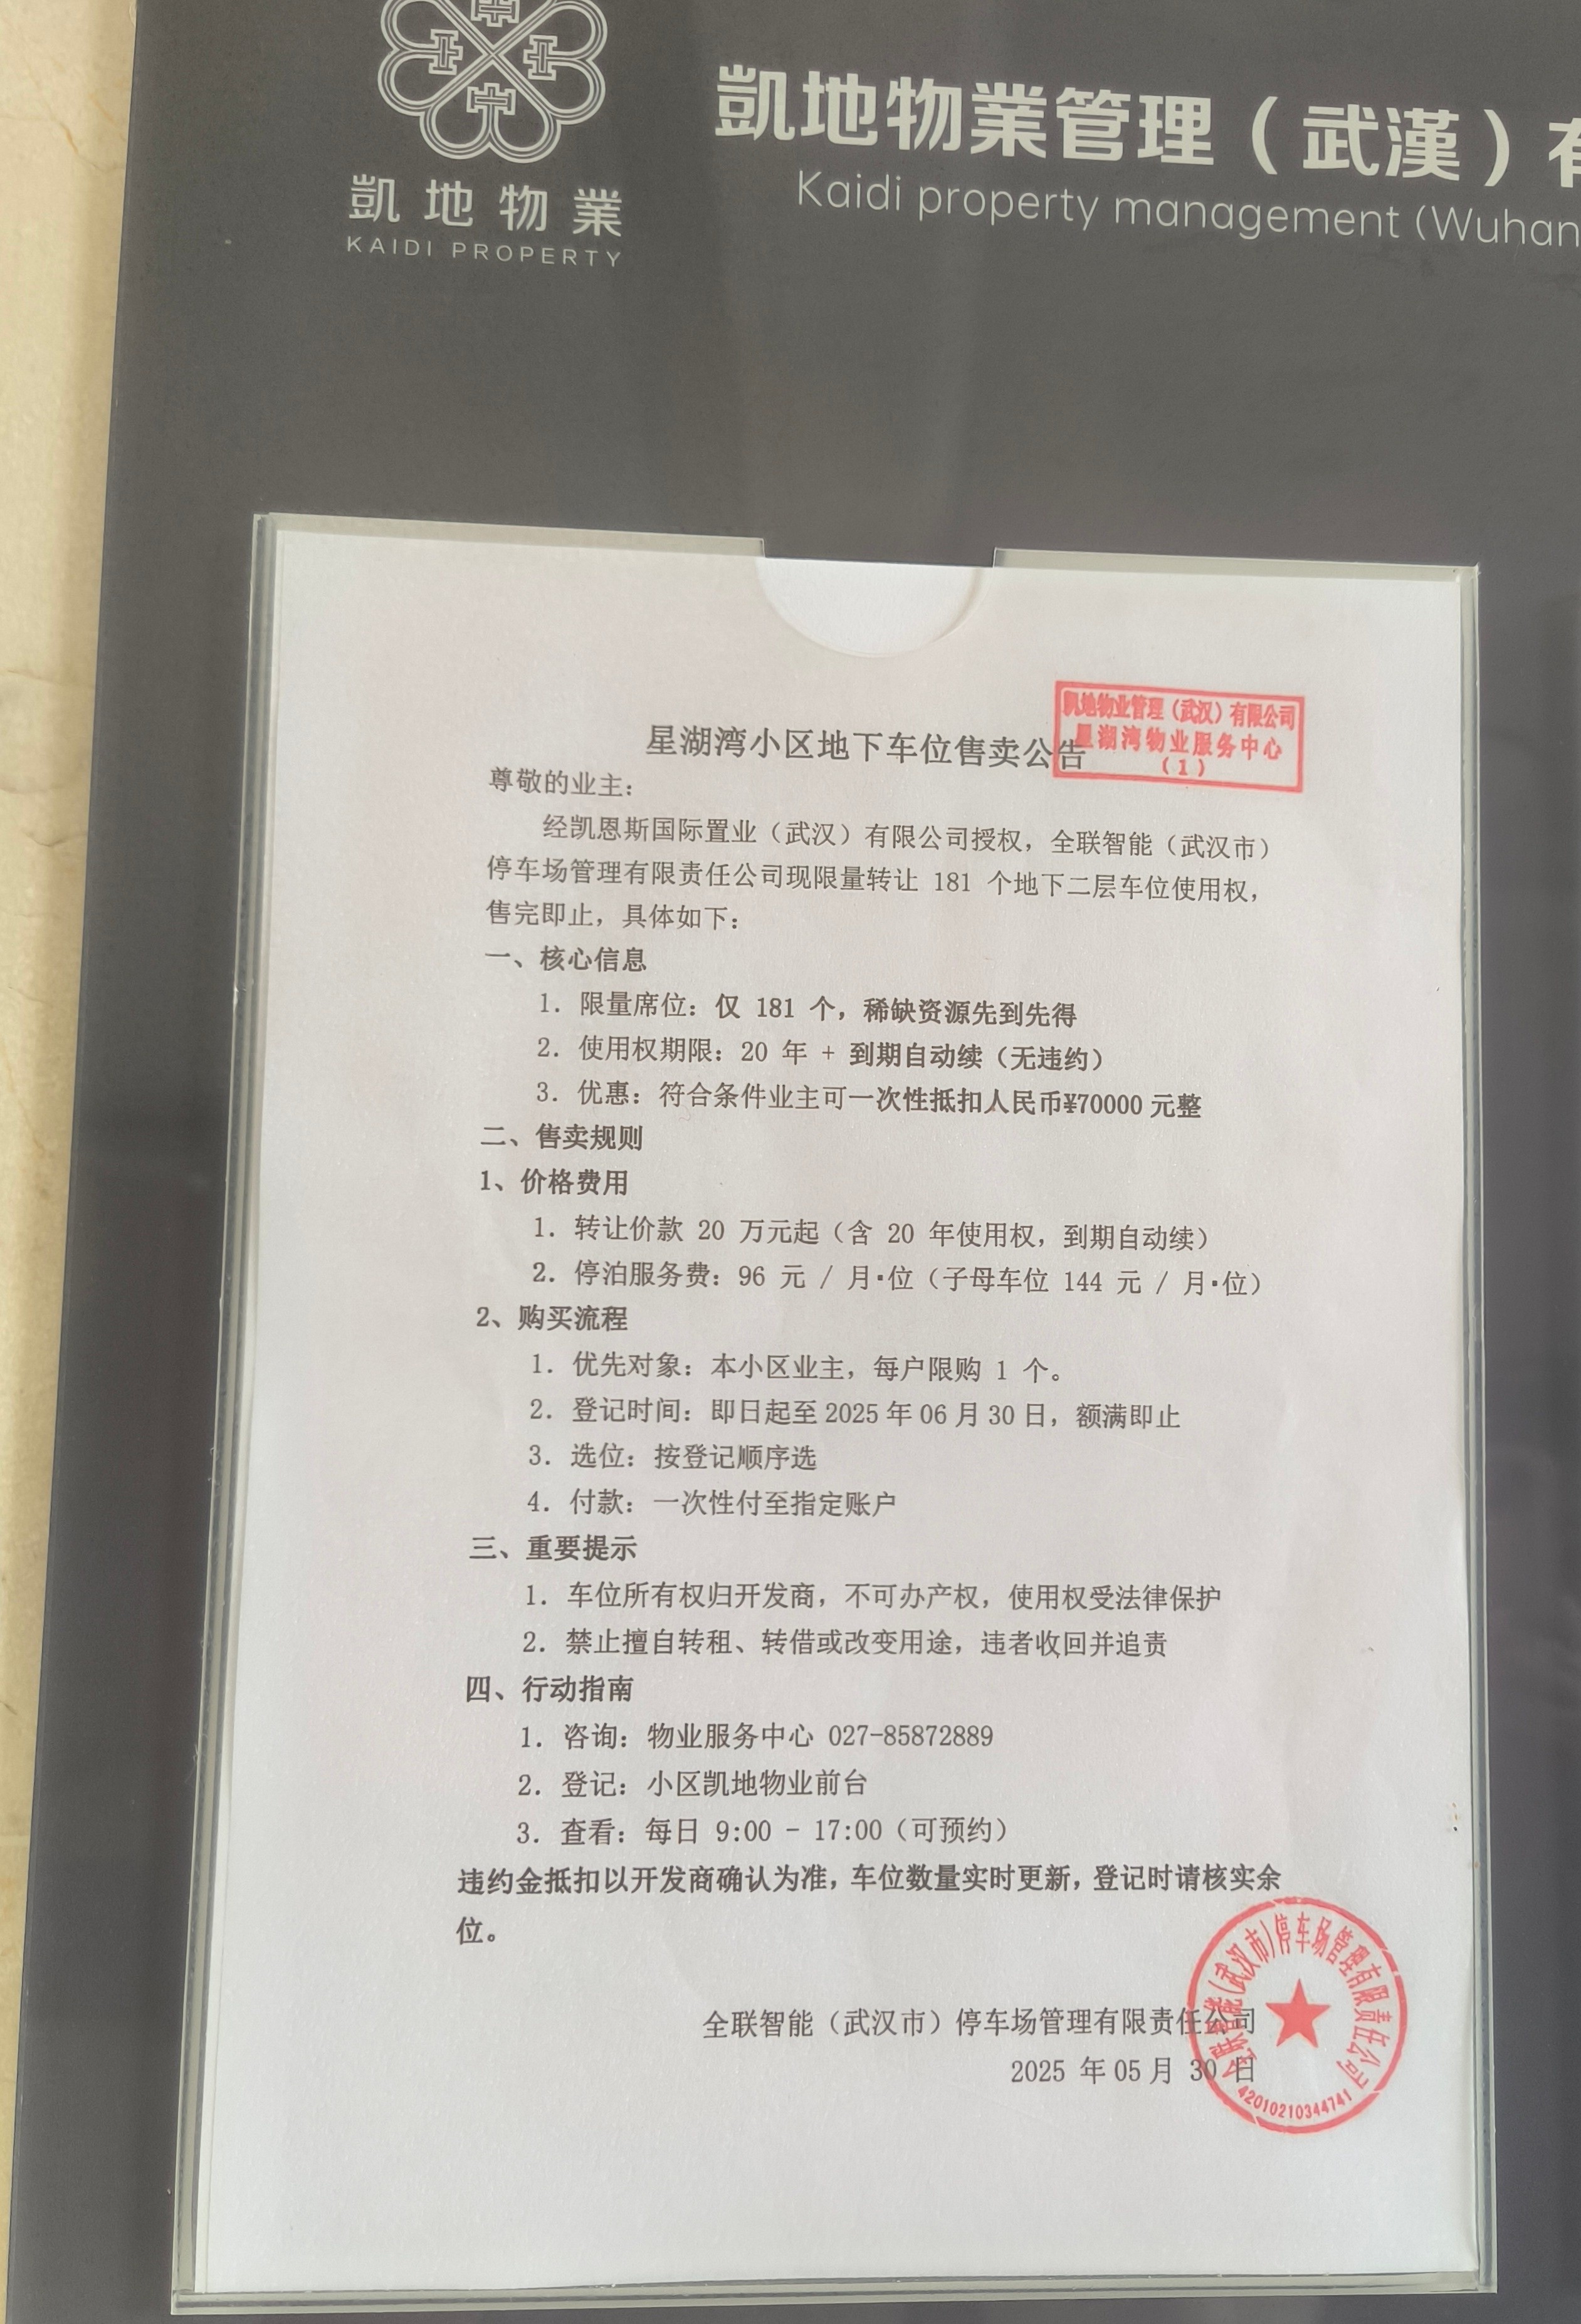 凱地物業
KAIDI PROPERTY
凱地物業管理（武漢）有
Kaidi property management (Wuhan
凯地物业管理（武汉）有限公司
星湖湾物业服务中心
（1）
星湖湾小区地下车位售卖公告
尊敬的业主：
经凯恩斯国际置业（武汉）有限公司授权，全联智能（武汉市）
停车场管理有限责任公司现限量转让 181 个地下二层车位使用权，
售完即止，具体如下：
一、核心信息
1. 限量席位：仅 181 个，稀缺资源先到先得
2. 使用权期限：20 年 + 到期自动续（无违约）
3. 优惠：符合条件业主可一次性抵扣人民币¥70000 元整
二、售卖规则
1、价格费用
1. 转让价款 20 万元起（含 20 年使用权，到期自动续）
2. 停泊服务费：96 元 / 月·位（子母车位 144 元 / 月·位）
2、购买流程
1. 优先对象：本小区业主，每户限购 1 个。
2. 登记时间：即日起至 2025 年 06 月 30 日，额满即止
3. 选位：按登记顺序选
4. 付款：一次性付至指定账户
三、重要提示
1. 车位所有权归开发商，不可办产权，使用权受法律保护
2. 禁止擅自转租、转借或改变用途，违者收回并追责
四、行动指南
1. 咨询：物业服务中心 027-85872889
2. 登记：小区凯地物业前台
3. 查看：每日 9:00 - 17:00（可预约）
违约金抵扣以开发商确认为准，车位数量实时更新，登记时请核实余
位。
全联智能（武汉市）停车场管理有限责任公司
2025 年 05 月 30 日
全联智能（武汉市）停车场管理有限责任公司
42010210344741